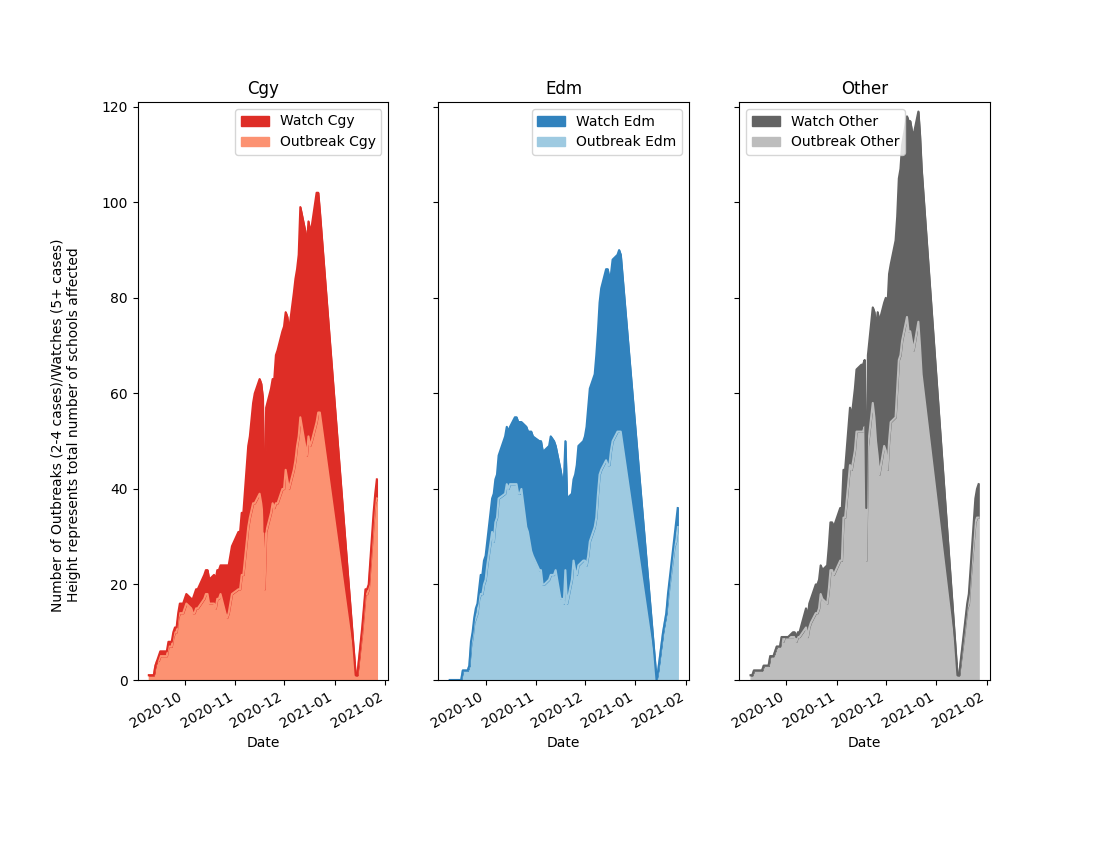 Cgy
Edm
Other
Watch Cgy
Outbreak Cgy
Watch Edm
Outbreak Edm
Watch Other
Outbreak Other
Number of Outbreaks (2-4 cases)/Watches (5+ cases)
Height represents total number of schools affected
120
100
80
60
40
20
0
2020-10
2020-11
2020-12
2021-01
2021-02
2020-10
2020-11
2020-12
2021-01
2021-02
2020-10
2020-11
2020-12
2021-01
2021-02
Date
Date
Date